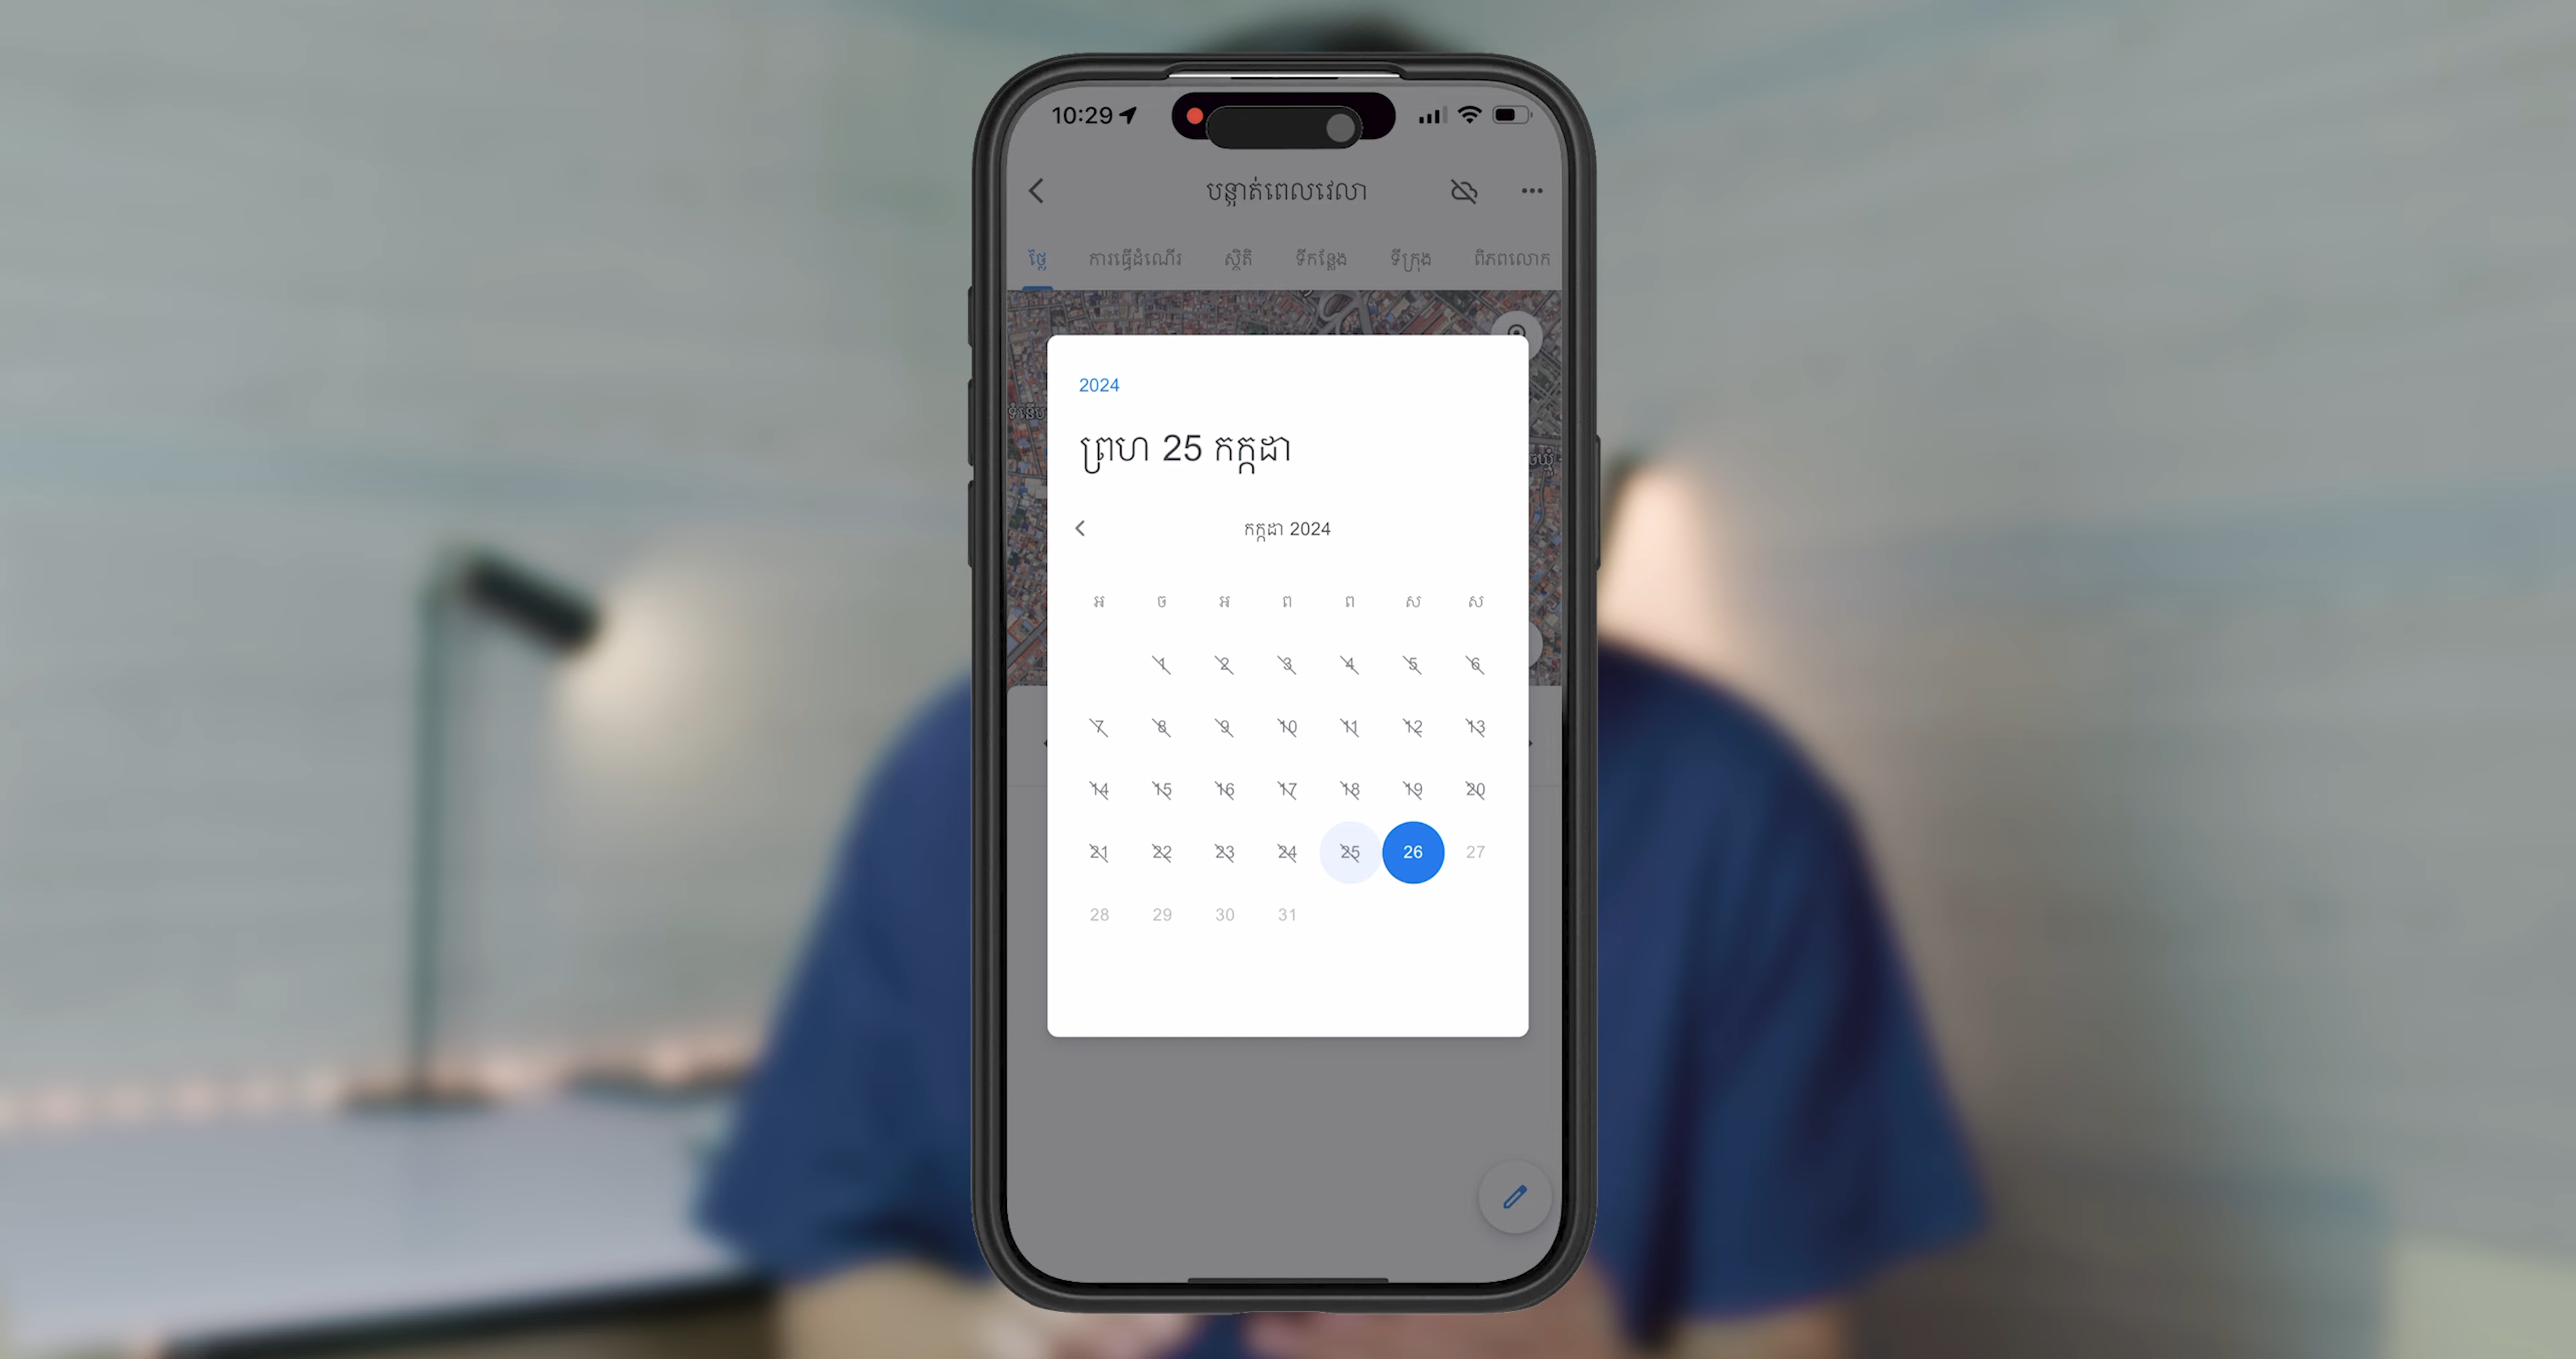 10:29
បន្ទាត់ពេលវេលា
ថ្ងៃ ការធ្វើដំណើរ ស្ថិតិ ទីកន្លែង ទីក្រុង ពិភពលោក
2024
ព្រហ 25 កក្កដា
កក្កដា 2024
អ ច អ ព ព ស ស
1 2 3 4 5 6
7 8 9 10 11 12 13
14 15 16 17 18 19 20
21 22 23 24 25 26 27
28 29 30 31